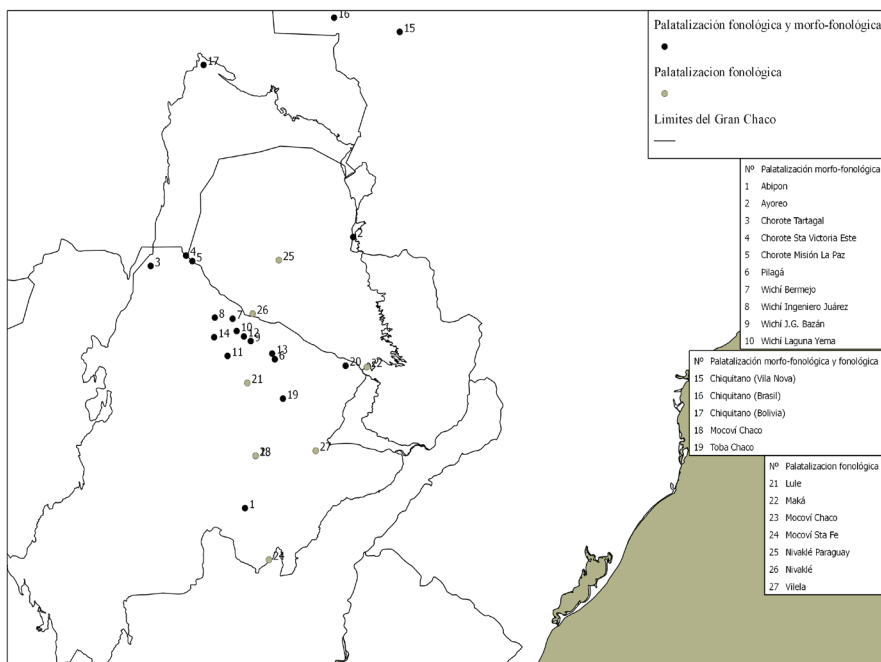 Palatalización fonológica y morfo-fonológica
Palatalizacion fonológica
Limites del Gran Chaco
Nº Palatalización morfo-fonológica
1 Abipon
2 Ayoreo
3 Chorote Tartagal
4 Chorote Sta Victoria Este
5 Chorote Misión La Paz
6 Pilagá
7 Wichí Bermejo
8 Wichí Ingeniero Juárez
9 Wichí J.G. Bazán
10 Wichí Laguna Yema
Nº Palatalización morfo-fonológica y fonológica
15 Chiquitano (Vila Nova)
16 Chiquitano (Brasil)
17 Chiquitano (Bolivia)
18 Mocoví Chaco
19 Toba Chaco
Nº Palatalizacion fonológica
21 Lule
22 Maká
23 Mocoví Chaco
24 Mocoví Sta Fe
25 Nivaklé Paraguay
26 Nivaklé
27 Vilela
16
15
17
2
4
5
3
25
26
8
7
10
12
9
14
11
13
6
20
22
21
19
27
1
24